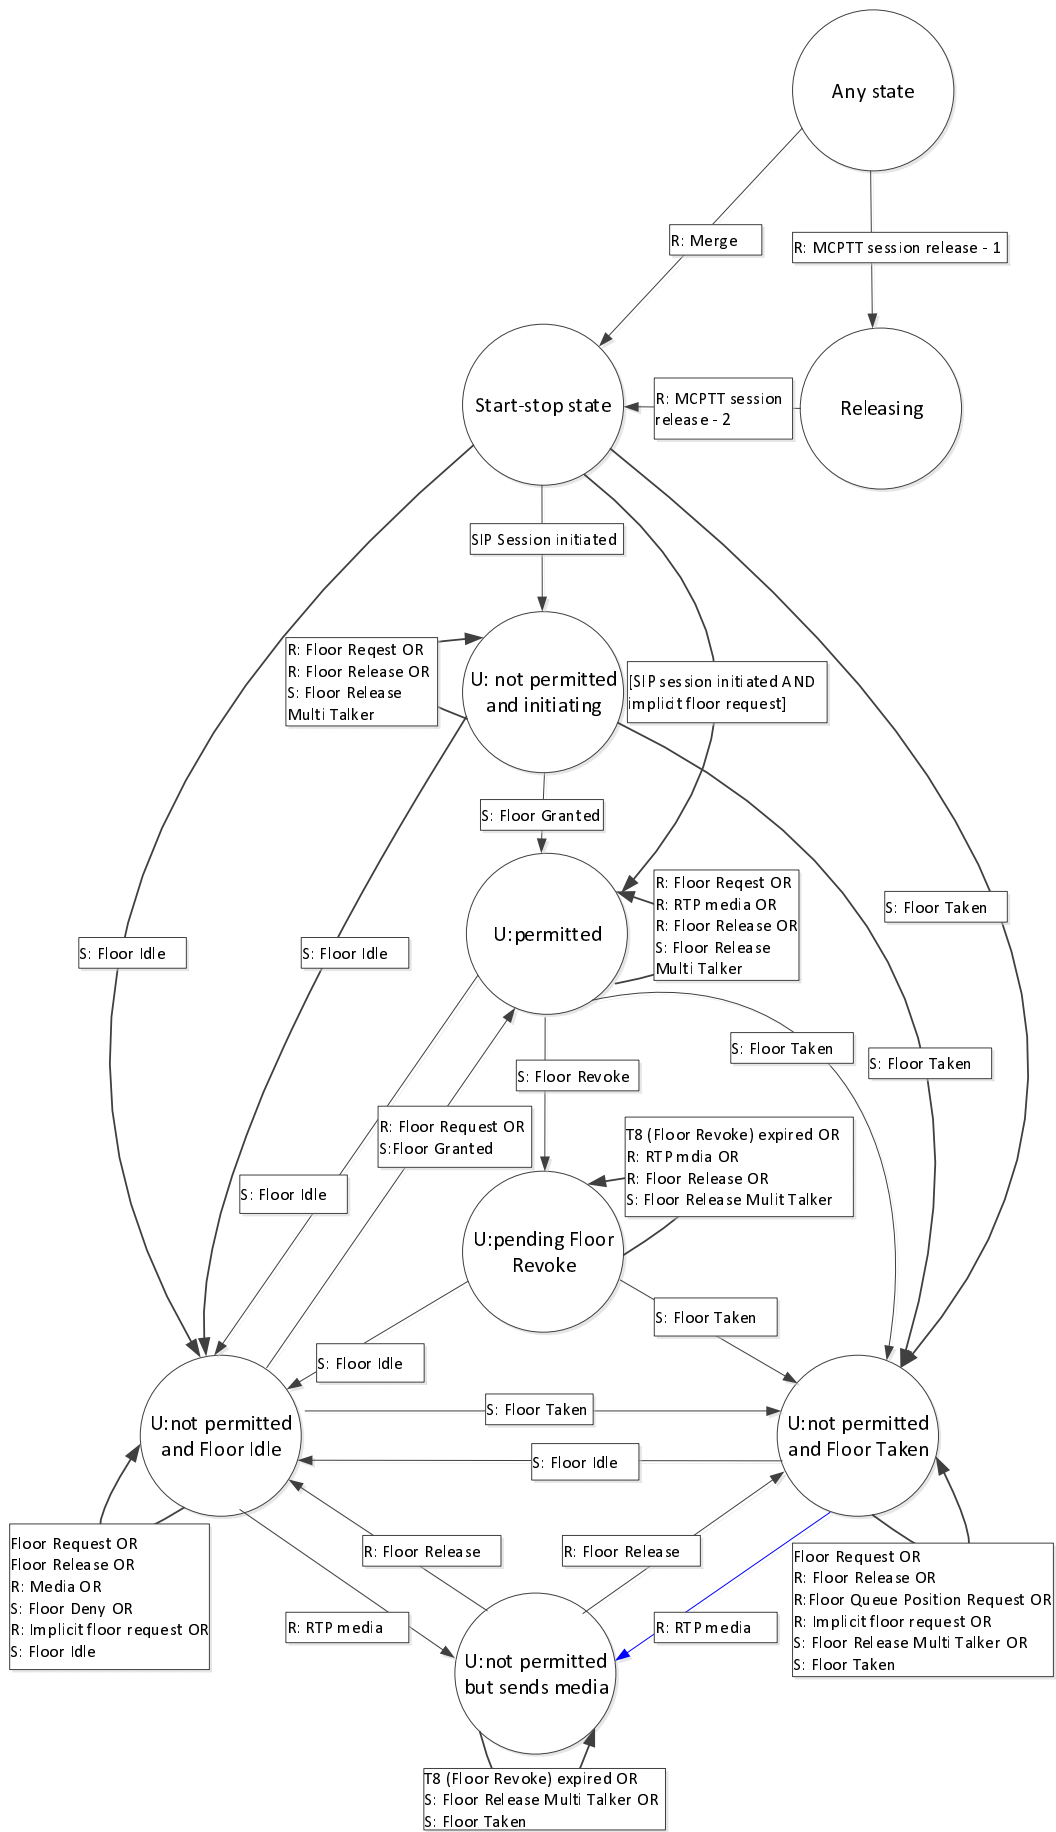 Any state
R: Merge
R: MCPTT session release - 1
Start-stop state
R: MCPTT session
release - 2
Releasing
SIP Session initiated
R: Floor Reqest OR
R: Floor Release OR
S: Floor Release
Multi Talker
U: not permitted
and initiating
[SIP session initiated AND
implicit floor request]
S: Floor Granted
U:permitted
R: Floor Reqest OR
R: RTP media OR
R: Floor Release OR
S: Floor Release
Multi Talker
S: Floor Taken
S: Floor Idle
S: Floor Idle
S: Floor Taken
S: Floor Taken
S: Floor Revoke
R: Floor Request OR
S:Floor Granted
T8 (Floor Revoke) expired OR
R: RTP mdia OR
R: Floor Release OR
S: Floor Release Mulit Talker
S: Floor Idle
U:pending Floor
Revoke
S: Floor Taken
S: Floor Idle
U:not permitted
and Floor Idle
S: Floor Taken
U:not permitted
and Floor Taken
S: Floor Idle
Floor Request OR
Floor Release OR
R: Media OR
S: Floor Deny OR
R: Implicit floor request OR
S: Floor Idle
R: Floor Release
R: Floor Release
Floor Request OR
R: Floor Release OR
R:Floor Queue Position Request OR
R: Implicit floor request OR
S: Floor Release Multi Talker OR
S: Floor Taken
R: RTP media
R: RTP media
U:not permitted
but sends media
T8 (Floor Revoke) expired OR
S: Floor Release Multi Talker OR
S: Floor Taken